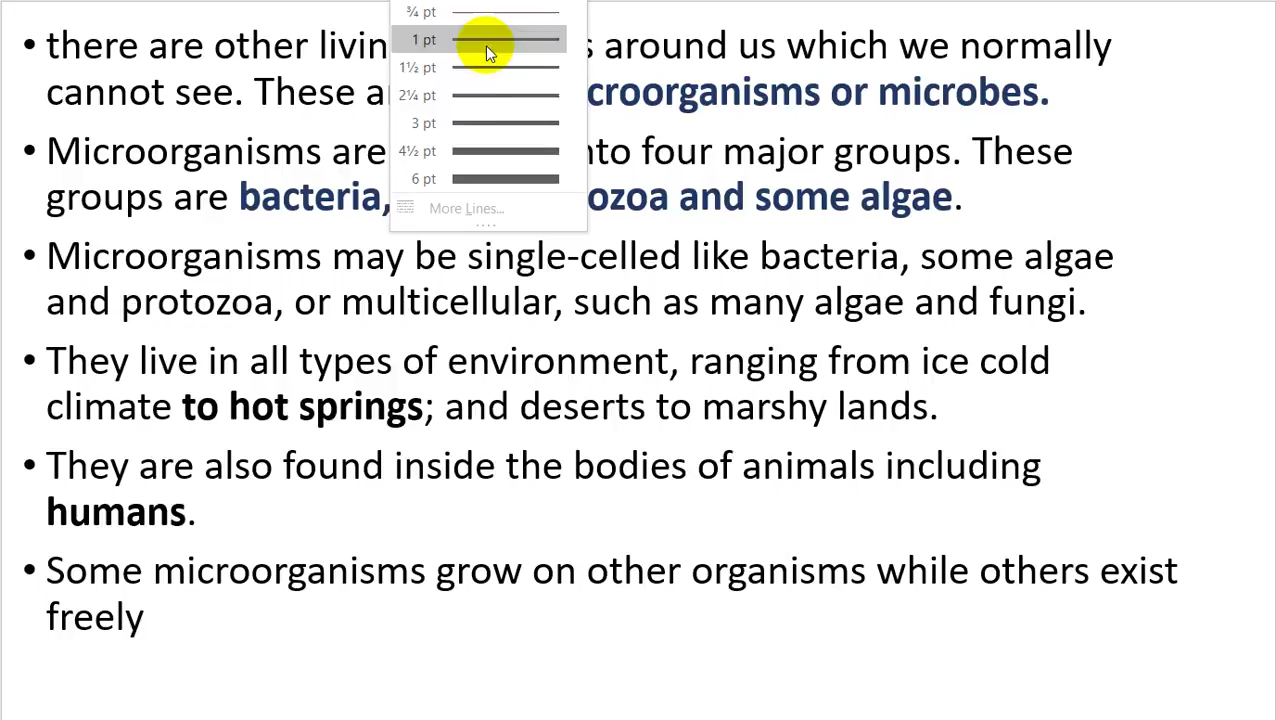 ¾ pt
1 pt
1½ pt
2¼ pt
3 pt
4½ pt
6 pt
More Lines...
• there are other around us which we normally
cannot see. These microorganisms or microbes.
• Microorganisms are four major groups. These
groups are bacteria, and some algae.
• Microorganisms may be single-celled like bacteria, some algae
and protozoa, or multicellular, such as many algae and fungi.
• They live in all types of environment, ranging from ice cold
climate to hot springs; and deserts to marshy lands.
• They are also found inside the bodies of animals including
humans.
• Some microorganisms grow on other organisms while others exist
freely